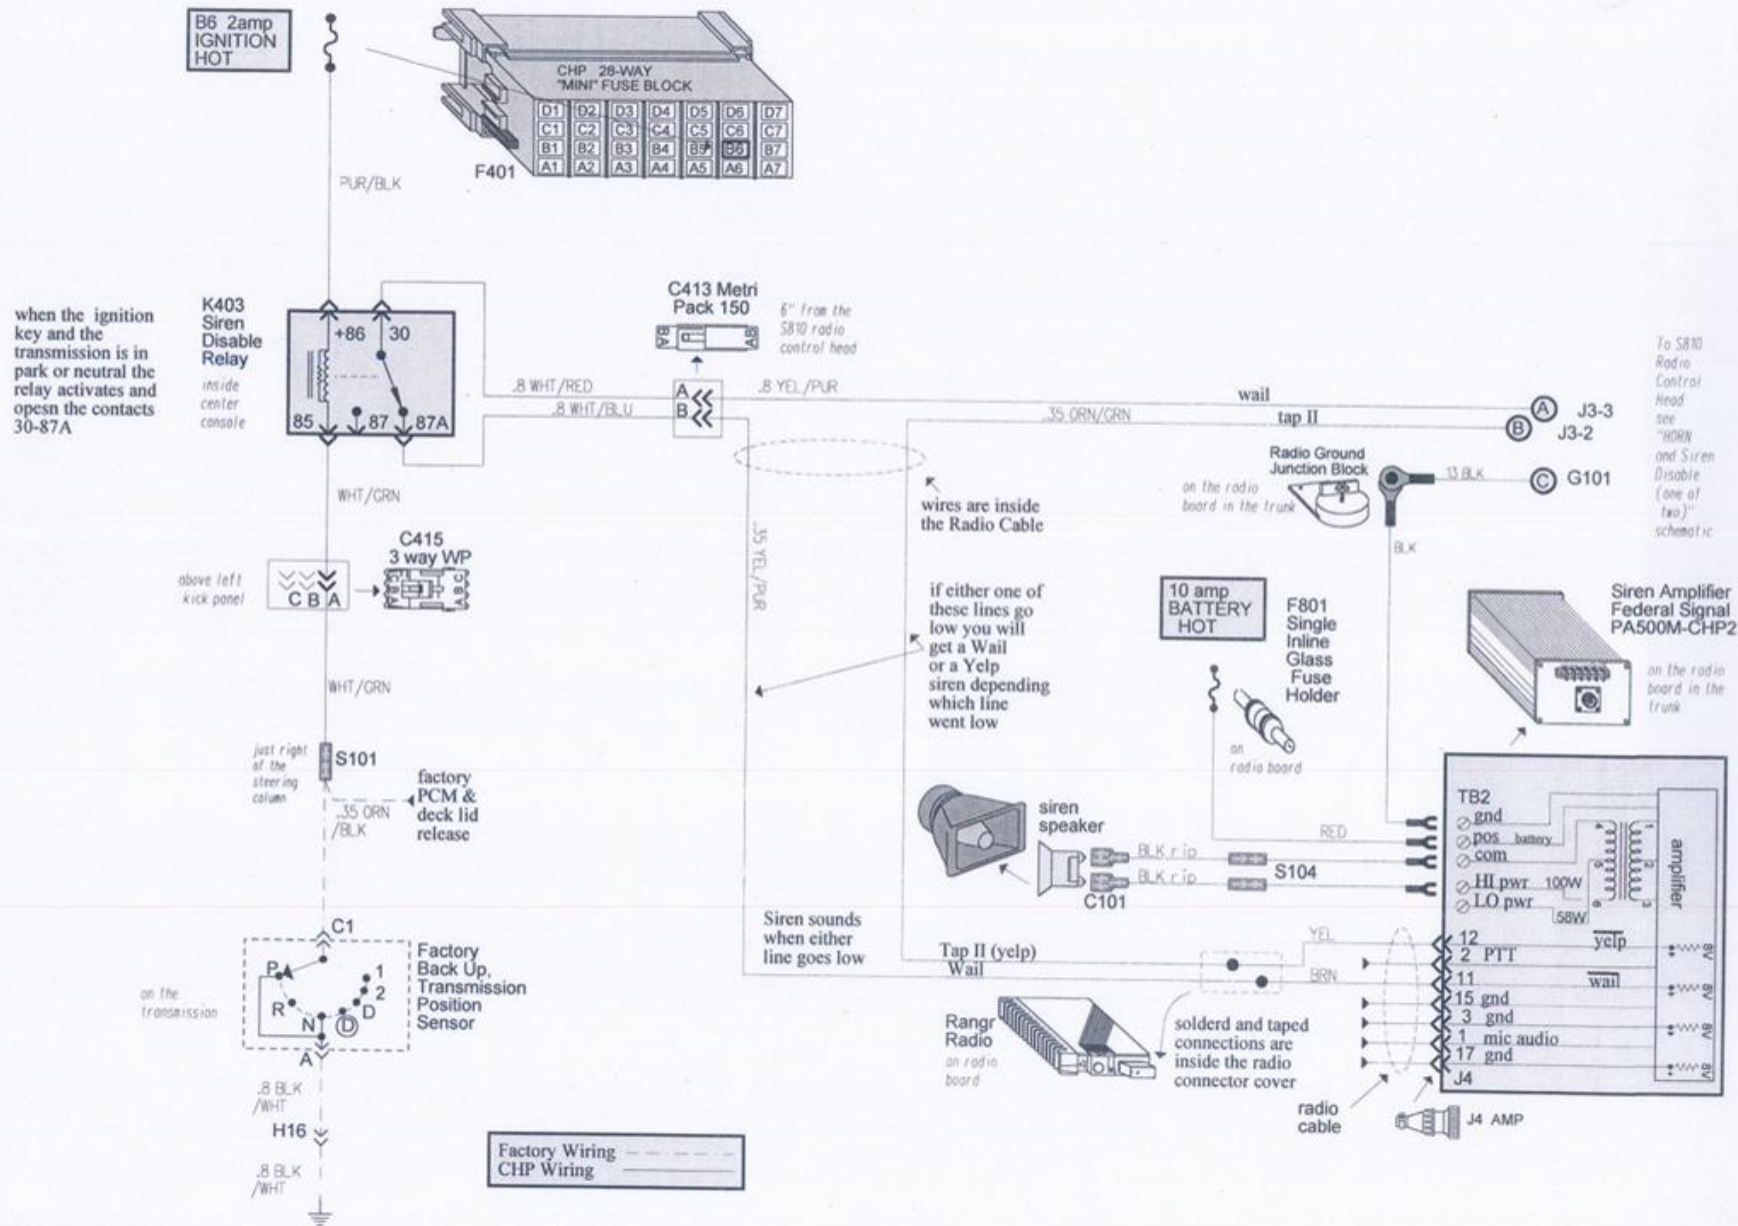 B6 2amp
IGNITION
HOT
CHP 28-WAY
"MINI" FUSE BLOCK
D1 D2 D3 D4 D5 D6 D7
C1 C2 C3 C4 C5 C6 C7
B1 B2 B3 B4 B5 B6 B7
A1 A2 A3 A4 A5 A6 A7
F401
PUR/BLK
when the ignition
key and the
transmission is in
park or neutral the
relay activates and
opesn the contacts
30-87A
K403
Siren
Disable
Relay
inside
center
console
+86 30
85 87 87A
C413 Metri
Pack 150
6" from the
S810 radio
control head
.8 WHT/RED
.8 WHT/BLU
A
B
.8 YEL/PUR
.35 ORN/GRN
wail
tap II
A J3-3
B J3-2
C G101
To S810
Radio
Control
Head
see
"HORN
and Siren
Disable
(one of
two)"
schematic
Radio Ground
Junction Block
on the radio
board in the trunk
13 BLK
BLK
wires are inside
the Radio Cable
WHT/GRN
C415
3 way WP
above left
kick panel
C B A
.35 YEL/PUR
if either one of
these lines go
low you will
get a Wail
or a Yelp
siren depending
which line
went low
10 amp
BATTERY
HOT
F801
Single
Inline
Glass
Fuse
Holder
on
radio board
Siren Amplifier
Federal Signal
PA500M-CHP2
on the radio
board in the
trunk
WHT/GRN
just right
of the
steering
column
S101
.35 ORN
/BLK
factory
PCM &
deck lid
release
siren
speaker
BLK rip
BLK rip
S104
C101
RED
TB2
gnd
pos battery
com
HI pwr 100W
LO pwr
58W
4 5 6
1 2 3
amplifier
C1
P
R
N
D
D
2
1
A
Factory
Back Up,
Transmission
Position
Sensor
on the
transmission
Siren sounds
when either
line goes low
Tap II (yelp)
Wail
YEL
BRN
12 yelp
2 PTT
11 wail
15 gnd
3 gnd
1 mic audio
17 gnd
J4
8V
8V
8V
8V
Rangr
Radio
on radio
board
solderd and taped
connections are
inside the radio
connector cover
radio
cable
J4 AMP
.8 BLK
/WHT
H16
.8 BLK
/WHT
Factory Wiring
CHP Wiring